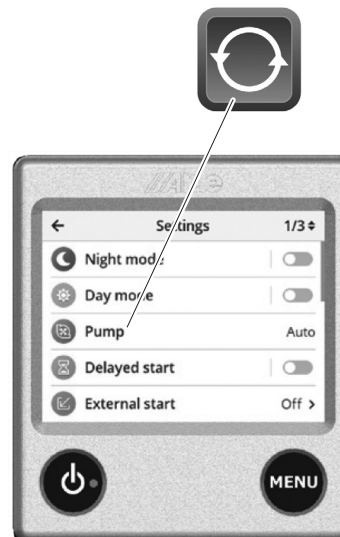 Settings 1/3
Night mode
Day mode
Pump Auto
Delayed start
External start Off >
MENU